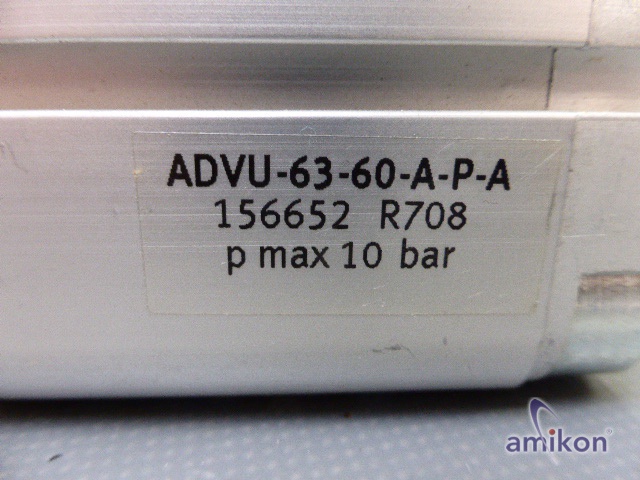 ADVU-63-60-A-P-A
156652 R708
p max 10 bar
amikon